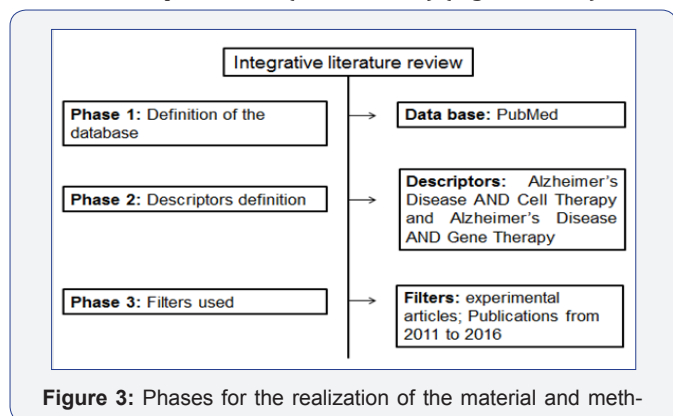 Integrative literature review
Phase 1: Definition of the
database
Data base: PubMed
Phase 2: Descriptors definition
Descriptors: Alzheimer's
Disease AND Cell Therapy
and Alzheimer's Disease
AND Gene Therapy
Phase 3: Filters used
Filters: experimental
articles; Publications from
2011 to 2016
Figure 3: Phases for the realization of the material and meth-